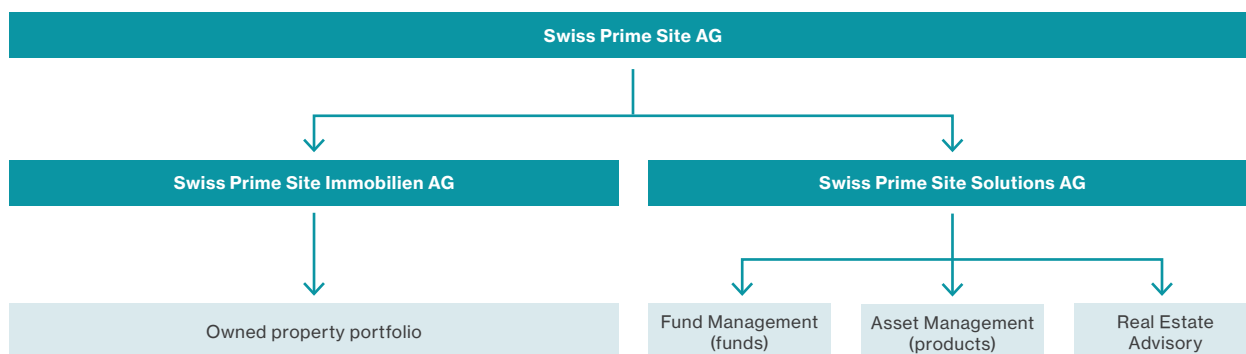 Swiss Prime Site AG
Swiss Prime Site Immobilien AG
Swiss Prime Site Solutions AG
Owned property portfolio
Fund Management
(funds)
Asset Management
(products)
Real Estate
Advisory